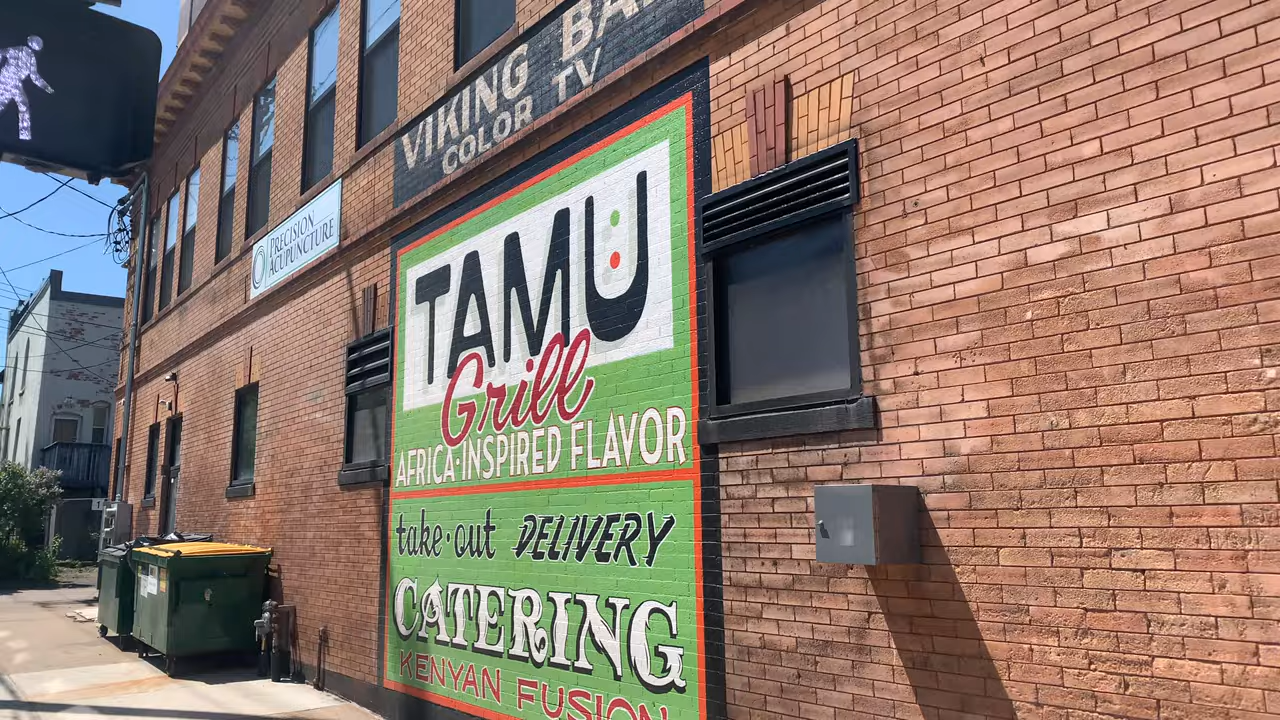 VIKING BA
COLOR TV
PRECISION
ACUPUNCTURE
TAMU
Grill
AFRICA·INSPIRED FLAVOR
take·out DELIVERY
CATERING
KENYAN FUSION